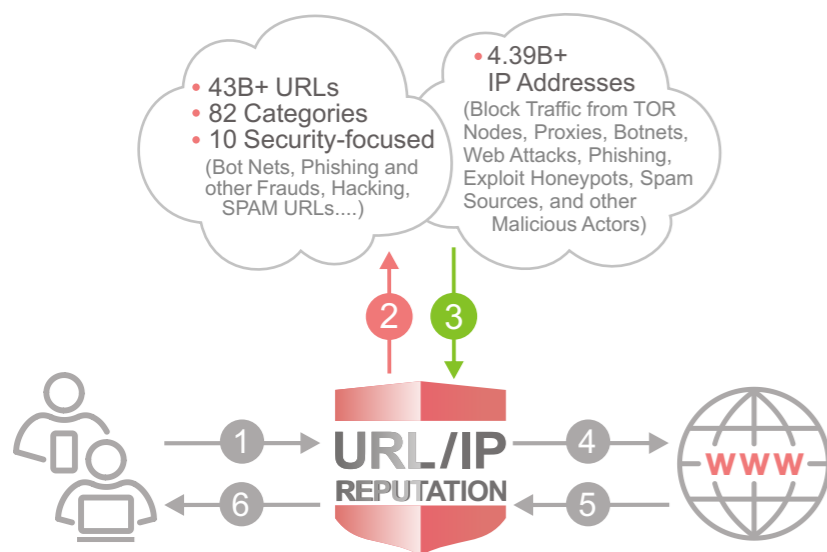 • 43B+ URLs
• 82 Categories
• 10 Security-focused
(Bot Nets, Phishing and
other Frauds, Hacking,
SPAM URLs....)
• 4.39B+
IP Addresses
(Block Traffic from TOR
Nodes, Proxies, Botnets,
Web Attacks, Phishing,
Exploit Honeypots, Spam
Sources, and other
Malicious Actors)
2
3
1
URL/IP
REPUTATION
4
WWW
6
5